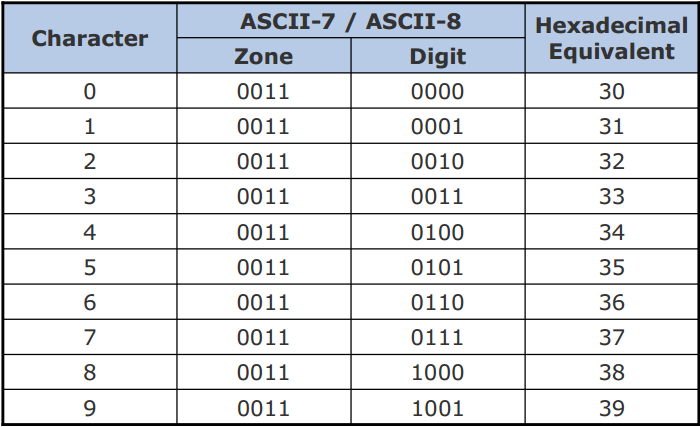 Character ASCII-7 / ASCII-8 Hexadecimal Equivalent
Zone Digit
0 0011 0000 30
1 0011 0001 31
2 0011 0010 32
3 0011 0011 33
4 0011 0100 34
5 0011 0101 35
6 0011 0110 36
7 0011 0111 37
8 0011 1000 38
9 0011 1001 39